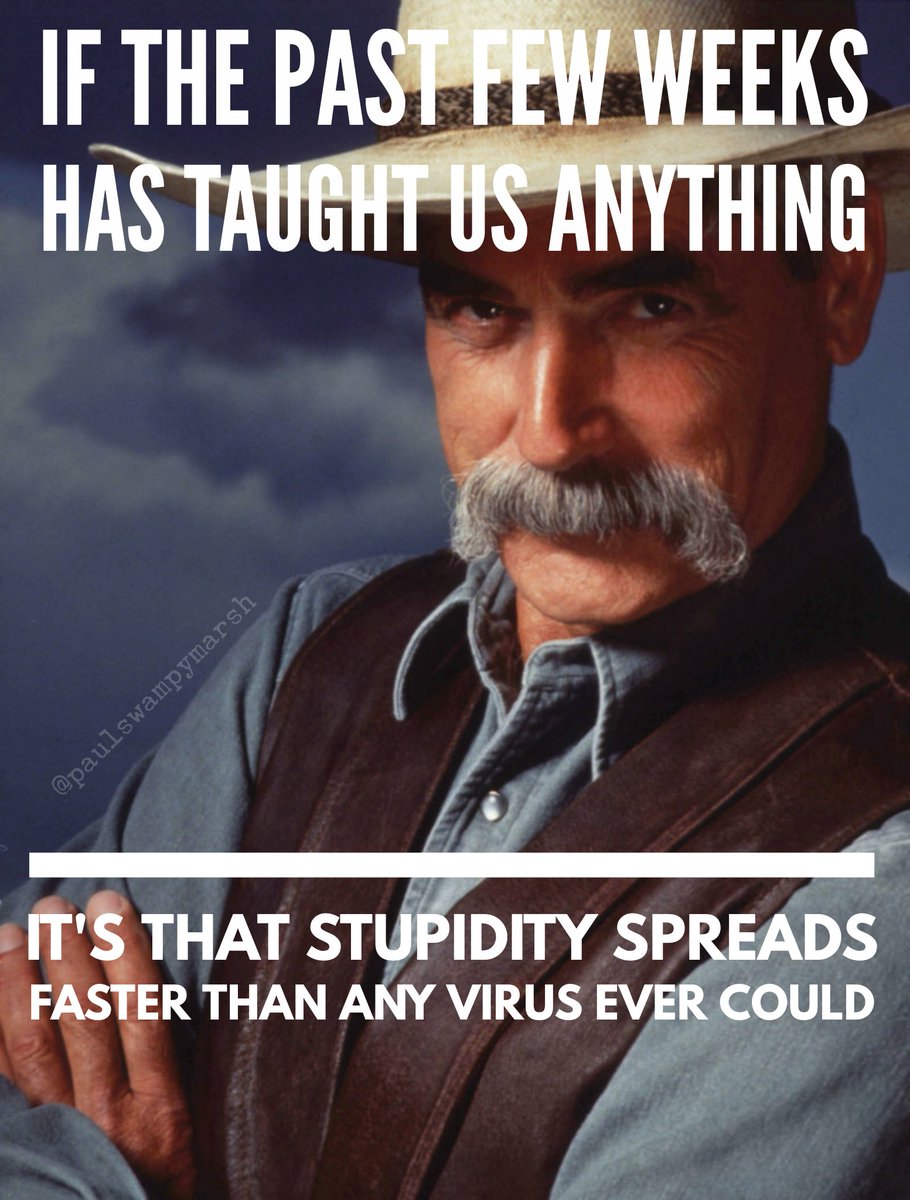 IF THE PAST FEW WEEKS
HAS TAUGHT US ANYTHING
@paulswampymarsh
IT'S THAT STUPIDITY SPREADS
FASTER THAN ANY VIRUS EVER COULD